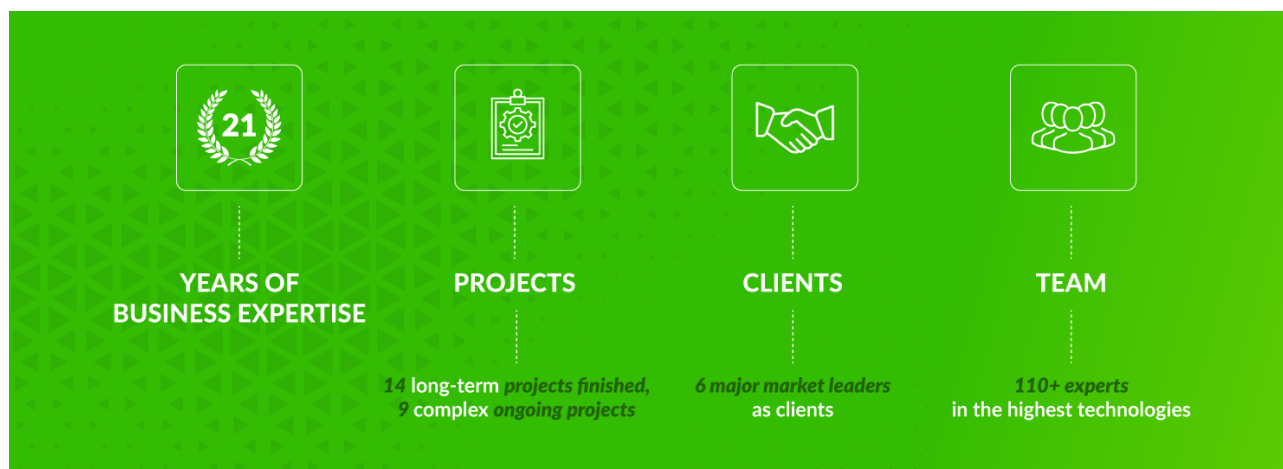 21
YEARS OF
BUSINESS EXPERTISE
PROJECTS
14 long-term projects finished,
9 complex ongoing projects
CLIENTS
6 major market leaders
as clients
TEAM
110+ experts
in the highest technologies